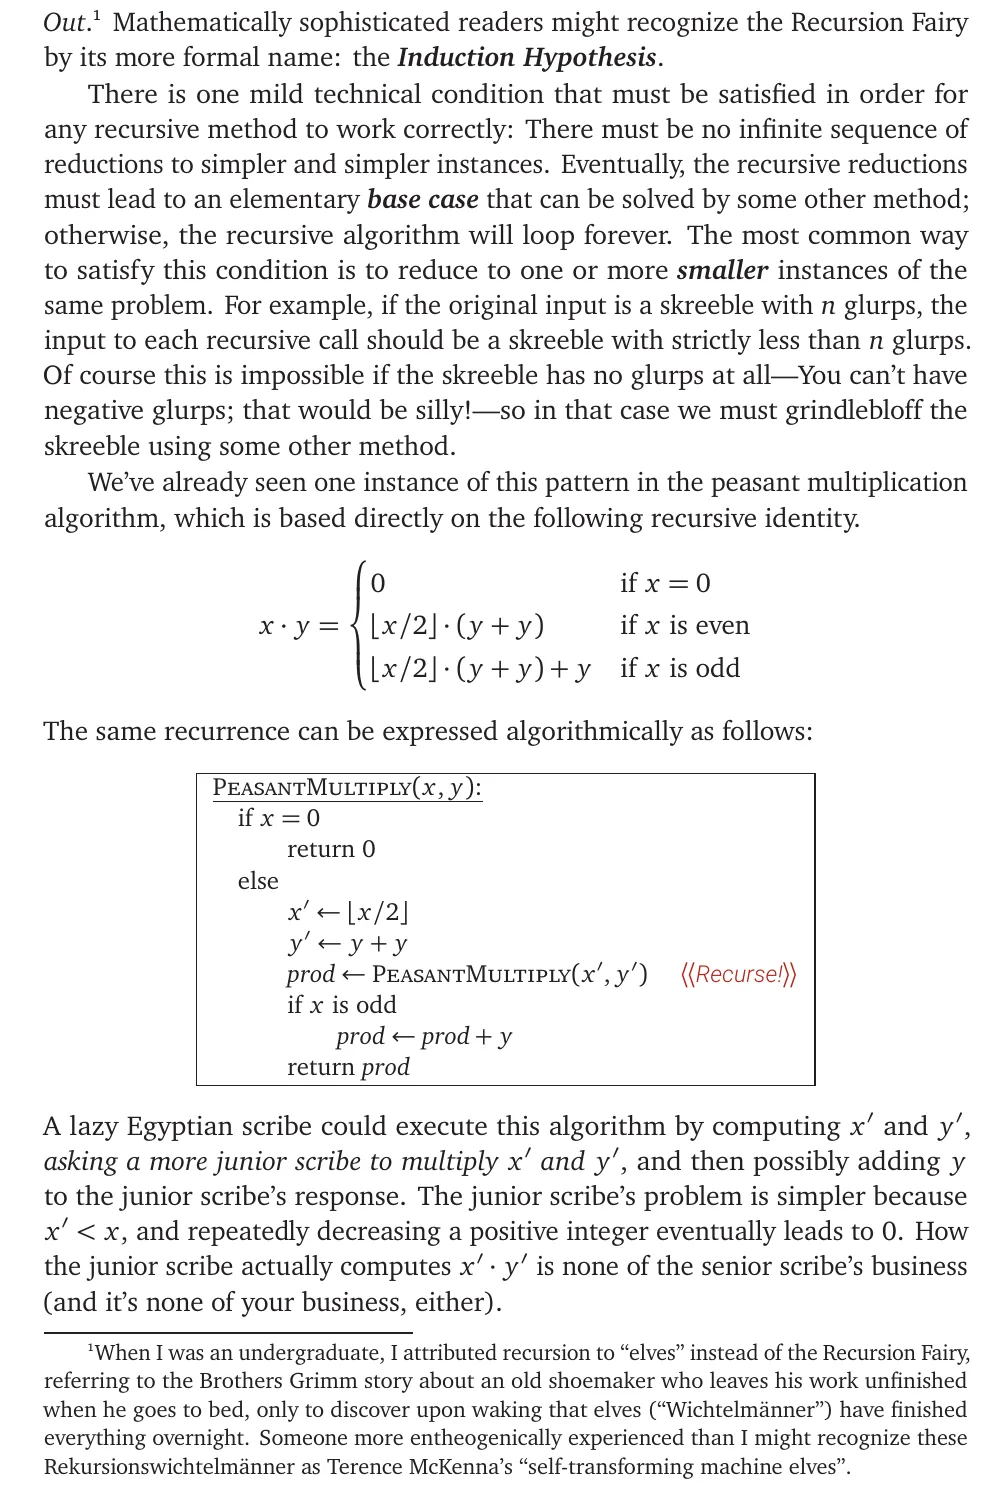 Out.¹ Mathematically sophisticated readers might recognize the Recursion Fairy
by its more formal name: the Induction Hypothesis.
There is one mild technical condition that must be satisfied in order for
any recursive method to work correctly: There must be no infinite sequence of
reductions to simpler and simpler instances. Eventually, the recursive reductions
must lead to an elementary base case that can be solved by some other method;
otherwise, the recursive algorithm will loop forever. The most common way
to satisfy this condition is to reduce to one or more smaller instances of the
same problem. For example, if the original input is a skreeble with n glurps, the
input to each recursive call should be a skreeble with strictly less than n glurps.
Of course this is impossible if the skreeble has no glurps at all—You can’t have
negative glurps; that would be silly!—so in that case we must grindlebloff the
skreeble using some other method.
We’ve already seen one instance of this pattern in the peasant multiplication
algorithm, which is based directly on the following recursive identity.
0 if x = 0
x · y = { ⌊x/2⌋ · (y + y) if x is even
⌊x/2⌋ · (y + y) + y if x is odd
The same recurrence can be expressed algorithmically as follows:
PEASANTMULTIPLY(x, y):
if x = 0
return 0
else
x′ ← ⌊x/2⌋
y′ ← y + y
prod ← PEASANTMULTIPLY(x′, y′) ⟨⟨Recurse!⟩⟩
if x is odd
prod ← prod + y
return prod
A lazy Egyptian scribe could execute this algorithm by computing x′ and y′,
asking a more junior scribe to multiply x′ and y′, and then possibly adding y
to the junior scribe’s response. The junior scribe’s problem is simpler because
x′ < x, and repeatedly decreasing a positive integer eventually leads to 0. How
the junior scribe actually computes x′ · y′ is none of the senior scribe’s business
(and it’s none of your business, either).
¹When I was an undergraduate, I attributed recursion to “elves” instead of the Recursion Fairy,
referring to the Brothers Grimm story about an old shoemaker who leaves his work unfinished
when he goes to bed, only to discover upon waking that elves (“Wichtelmänner”) have finished
everything overnight. Someone more entheogenically experienced than I might recognize these
Rekursionswichtelmänner as Terence McKenna’s “self-transforming machine elves”.